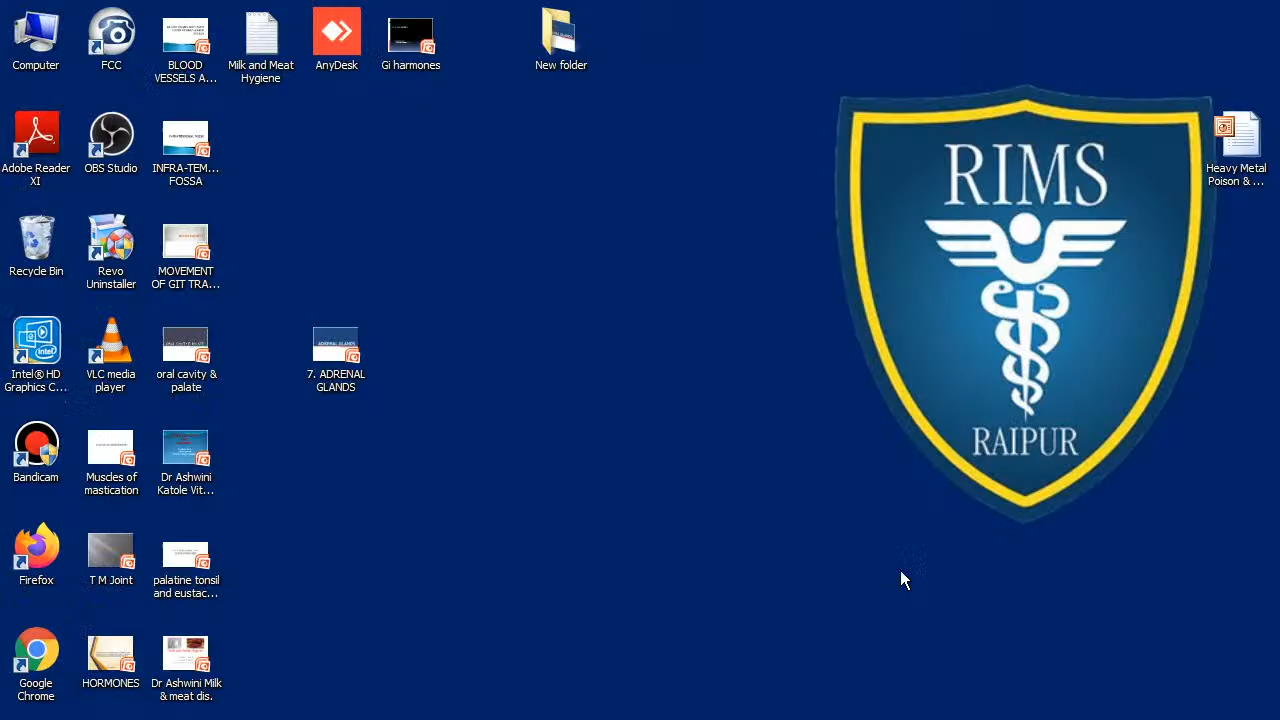 Computer
FCC
BLOOD
VESSELS A...
Milk and Meat
Hygiene
AnyDesk
Gi harmones
New folder
Adobe Reader
XI
OBS Studio
INFRA-TEM...
FOSSA
RIMS
RAIPUR
Heavy Metal
Poison & ...
Recycle Bin
Revo
Uninstaller
MOVEMENT
OF GIT TRA...
Intel® HD
Graphics C...
VLC media
player
oral cavity &
palate
ADRENAL GLANDS
7. ADRENAL
GLANDS
Bandicam
Muscles of
mastication
Dr Ashwini
Katole Vit...
Firefox
T M Joint
palatine tonsil
and eustac...
Google
Chrome
HORMONES
Dr Ashwini Milk
& meat dis.